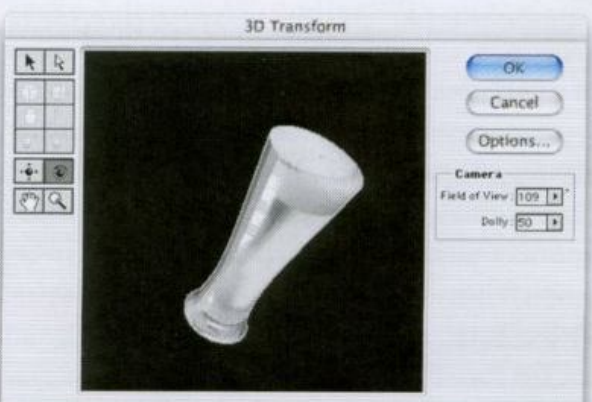 3D Transform
OK
Cancel
Options...
Camera
Field of View: 109 °
Dolly: 50